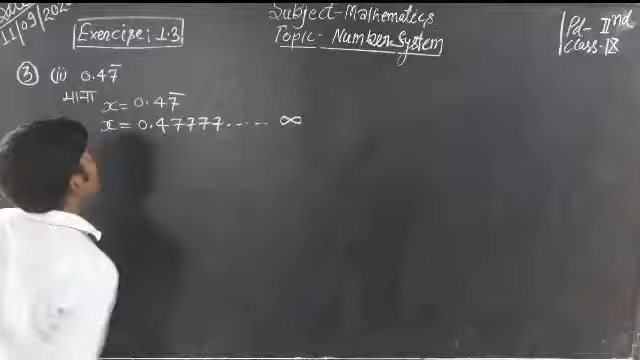 11/09/202
Exercise: 1.3
Subject-Mathematics
Topic- Number System
Pd- IInd
Class- IX
③ (ii) 0.47̅
माना x = 0.47̅
x = 0.47777..... ∞